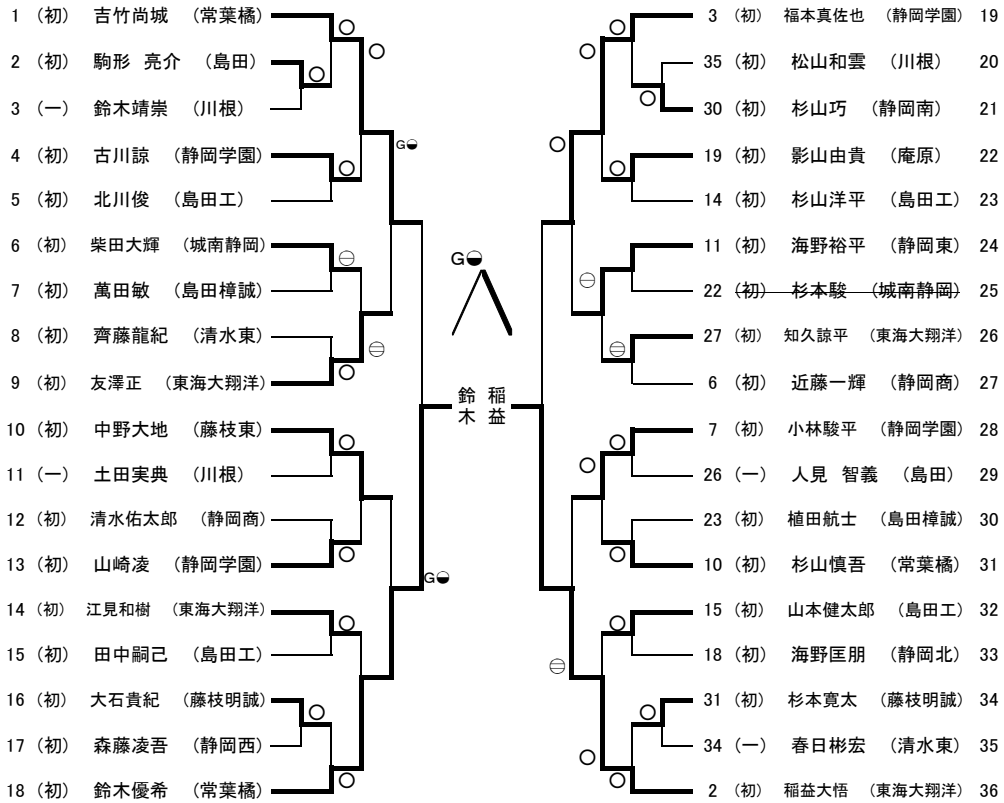 1 （初） 吉竹尚城 （常葉橘）
2 （初） 駒形 亮介 （島田）
3 （一） 鈴木靖崇 （川根）
4 （初） 古川諒 （静岡学園）
5 （初） 北川俊 （島田工）
6 （初） 柴田大輝 （城南静岡）
7 （初） 萬田敏 （島田樟誠）
8 （初） 齊藤龍紀 （清水東）
9 （初） 友澤正 （東海大翔洋）
10 （初） 中野大地 （藤枝東）
11 （一） 土田実典 （川根）
12 （初） 清水佑太郎 （静岡商）
13 （初） 山崎凌 （静岡学園）
14 （初） 江見和樹 （東海大翔洋）
15 （初） 田中嗣己 （島田工）
16 （初） 大石貴紀 （藤枝明誠）
17 （初） 森藤凌吾 （静岡西）
18 （初） 鈴木優希 （常葉橘）
G
G
G
鈴木
稲益
3 （初） 福本真佐也 （静岡学園） 19
35 （初） 松山和雲 （川根） 20
30 （初） 杉山巧 （静岡南） 21
19 （初） 影山由貴 （庵原） 22
14 （初） 杉山洋平 （島田工） 23
11 （初） 海野裕平 （静岡東） 24
22 （初） 杉本駿 （城南静岡） 25
27 （初） 知久諒平 （東海大翔洋） 26
6 （初） 近藤一輝 （静岡商） 27
7 （初） 小林駿平 （静岡学園） 28
26 （一） 人見 智義 （島田） 29
23 （初） 植田航士 （島田樟誠） 30
10 （初） 杉山慎吾 （常葉橘） 31
15 （初） 山本健太郎 （島田工） 32
18 （初） 海野匡朋 （静岡北） 33
31 （初） 杉本寛太 （藤枝明誠） 34
34 （一） 春日彬宏 （清水東） 35
2 （初） 稲益大悟 （東海大翔洋） 36